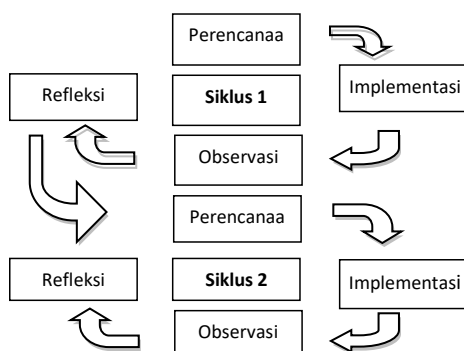 Perencanaa
Refleksi
Siklus 1
Implementasi
Observasi
Perencanaa
Refleksi
Siklus 2
Implementasi
Observasi